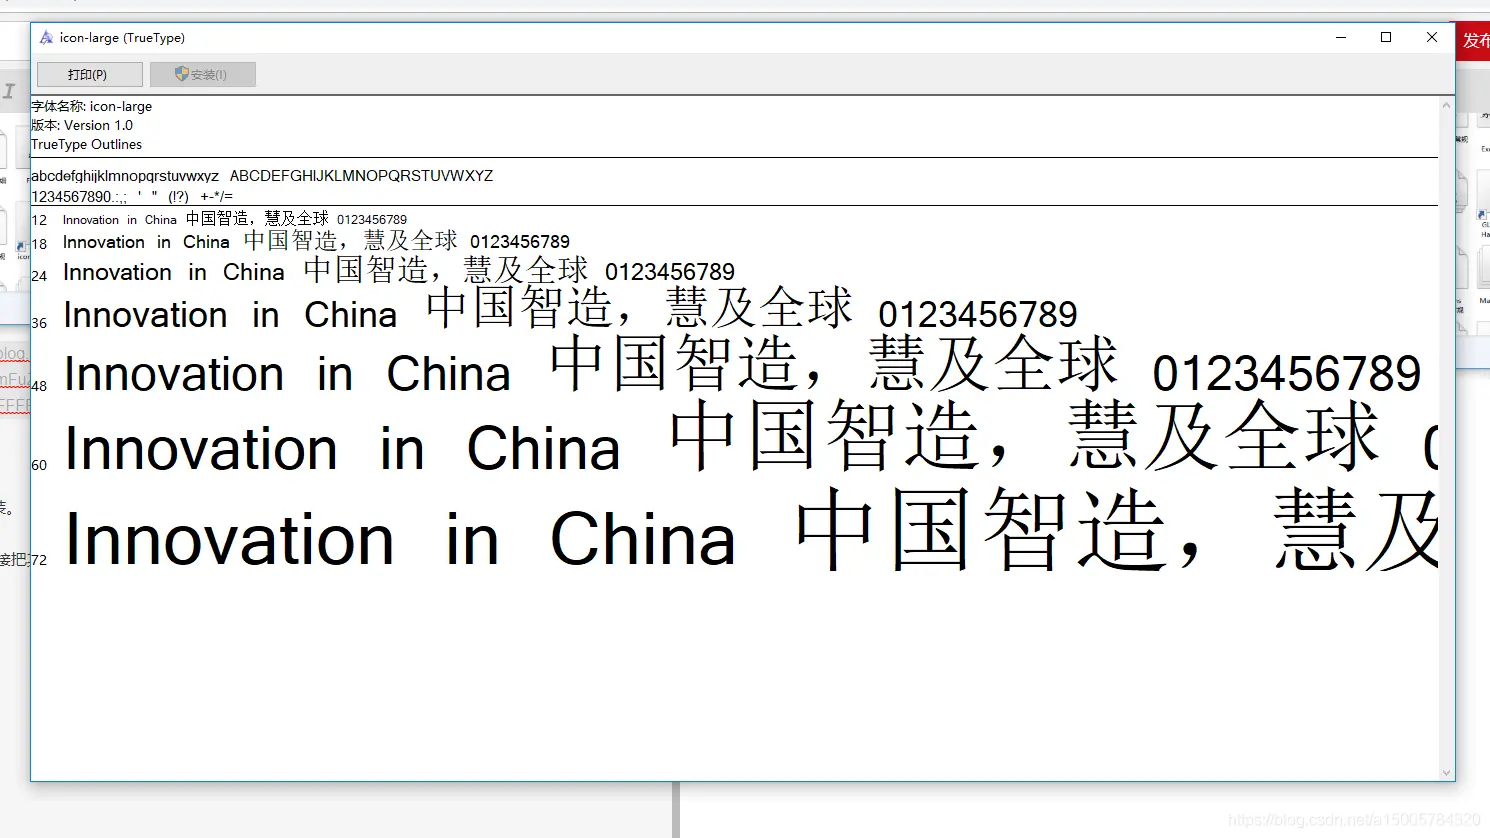 icon-large (TrueType)
发布
打印(P) 安装(I)
字体名称: icon-large
版本: Version 1.0
TrueType Outlines
abcdefghijklmnopqrstuvwxyz ABCDEFGHIJKLMNOPQRSTUVWXYZ
1234567890.:,; ' " (!?) +-*/=
12 Innovation in China 中国智造，慧及全球 0123456789
18 Innovation in China 中国智造，慧及全球 0123456789
24 Innovation in China 中国智造，慧及全球 0123456789
36 Innovation in China 中国智造，慧及全球 0123456789
48 Innovation in China 中国智造，慧及全球 0123456789
60 Innovation in China 中国智造，慧及全球 0
72 Innovation in China 中国智造，慧及
接把
https://blog.csdn.net/a15005784320